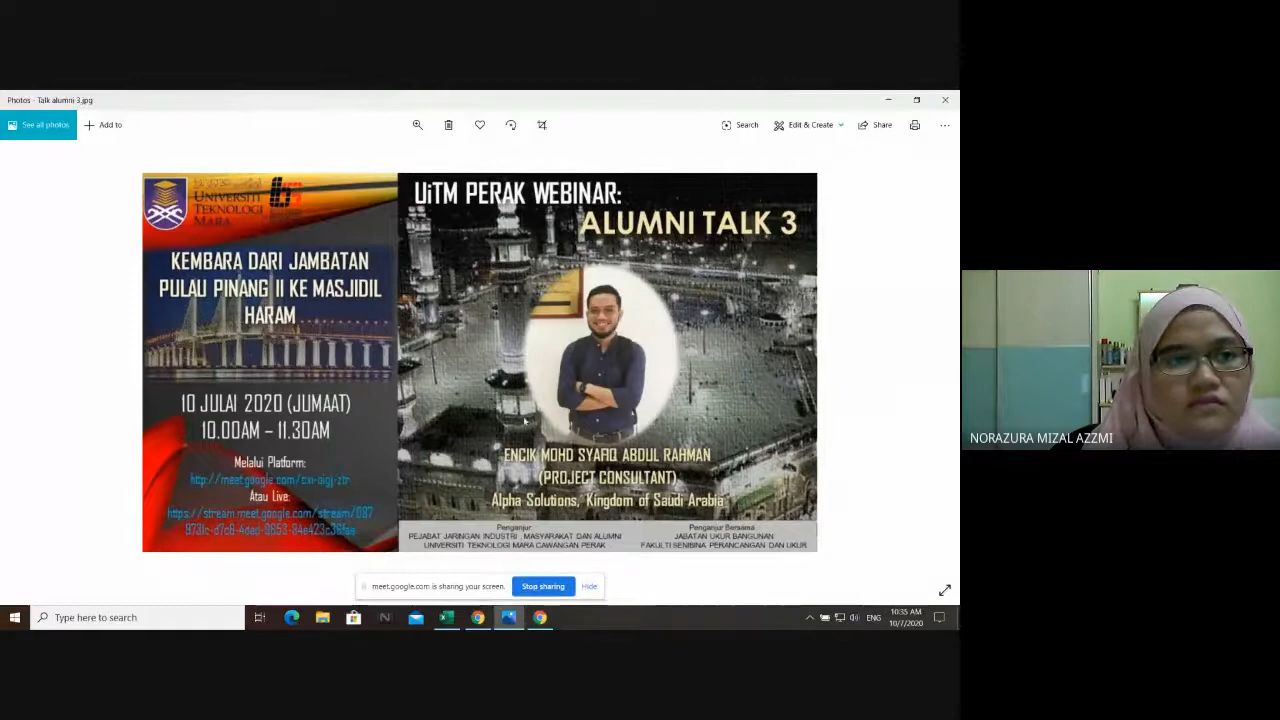 Photos - Talk alumni 3.jpg
See all photos
Add to
Search
Edit & Create
Share
UNIVERSITI
TEKNOLOGI
MARA
KEMBARA DARI JAMBATAN
PULAU PINANG II KE MASJIDIL
HARAM
10 JULAI 2020 (JUMAAT)
10.00AM – 11.30AM
Melalui Platform:
Atau Live:
UiTM PERAK WEBINAR:
ALUMNI TALK 3
ENCIK MOHD SYAFIQ ABDUL RAHMAN
(PROJECT CONSULTANT)
Alpha Solutions, Kingdom of Saudi Arabia
Penganjur
PEJABAT JARINGAN INDUSTRI, MASYARAKAT DAN ALUMNI
UNIVERSITI TEKNOLOGI MARA CAWANGAN PERAK
Penganjur Bersama
JABATAN UKUR BANGUNAN
FAKULTI SENIBINA PERANCANGAN DAN UKUR
NORAZURA MIZAL AZZMI
meet.google.com is sharing your screen.
Stop sharing
Hide
Type here to search
ENG
10:35 AM
10/7/2020